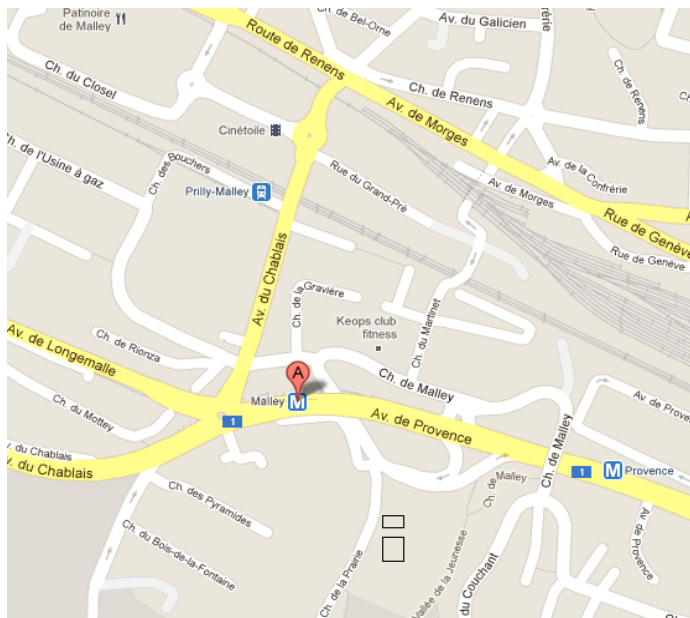 Patinoire
de Malley
Ch. de Bel-Orne
Av. du Galicien
Route de Renens
Ch. du Closel
Ch. de Renens
Ch. de Renens
Av. de Morges
Cinétoile
Ch. de l'Usine à gaz
Ch. des Bouchers
Rue du Grand-Pré
Av. de la Confrérie
Prilly-Malley
Av. de Morges
Rue de Genève
Rue de Genève
Av. du Chablais
Ch. de la
Gravière
Keops club
fitness
Ch. du Martinet
Av. de Longemalle
Ch. de Rionza
A
Ch. de Malley
Malley
M
Ch. du Mottey
1
Av. de Provence
Ch. de Malley
Av. de Prove
u Chablais
v. du Chablais
1
M
Provence
Ch. des Pyramides
Ch. de Malley
Av. de Provence
Ch. du Bois-de-la-Fontaine
Ch. de la Prairie
Vallée de la Jeunesse
du Couchant